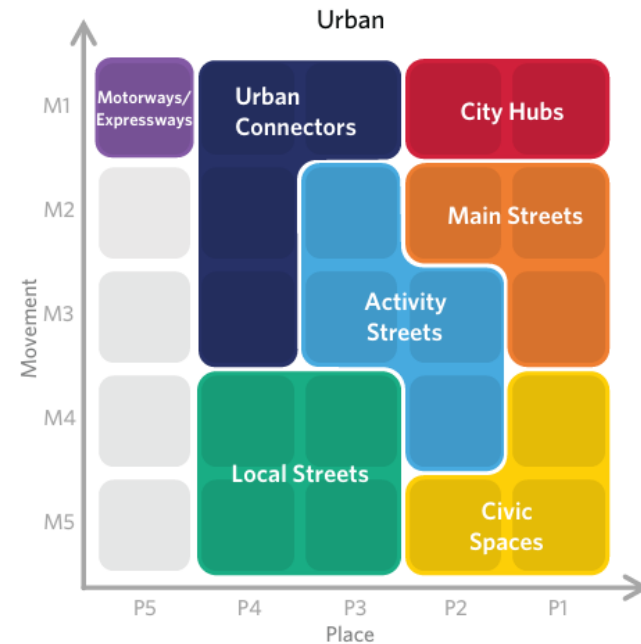 Urban
Movement
M1
Motorways/
Expressways
Urban
Connectors
City Hubs
M2
Main Streets
M3
Activity
Streets
M4
Local Streets
M5
Civic
Spaces
P5
P4
P3
P2
P1
Place